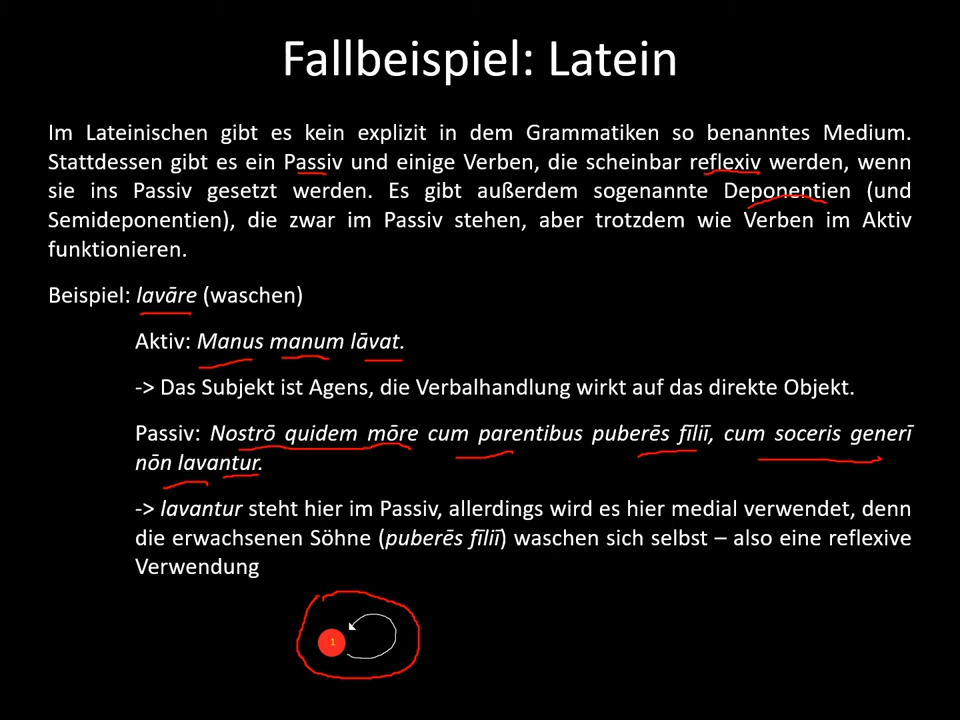 Fallbeispiel: Latein
Im Lateinischen gibt es kein explizit in dem Grammatiken so benanntes Medium.
Stattdessen gibt es ein Passiv und einige Verben, die scheinbar reflexiv werden, wenn
sie ins Passiv gesetzt werden. Es gibt außerdem sogenannte Deponentien (und
Semideponentien), die zwar im Passiv stehen, aber trotzdem wie Verben im Aktiv
funktionieren.
Beispiel: lavāre (waschen)
Aktiv: Manus manum lāvat.
-> Das Subjekt ist Agens, die Verbalhandlung wirkt auf das direkte Objekt.
Passiv: Nostrō quidem mōre cum parentibus puberēs fīliī, cum soceris generī
nōn lavantur.
-> lavantur steht hier im Passiv, allerdings wird es hier medial verwendet, denn
die erwachsenen Söhne (puberēs fīliī) waschen sich selbst – also eine reflexive
Verwendung
1